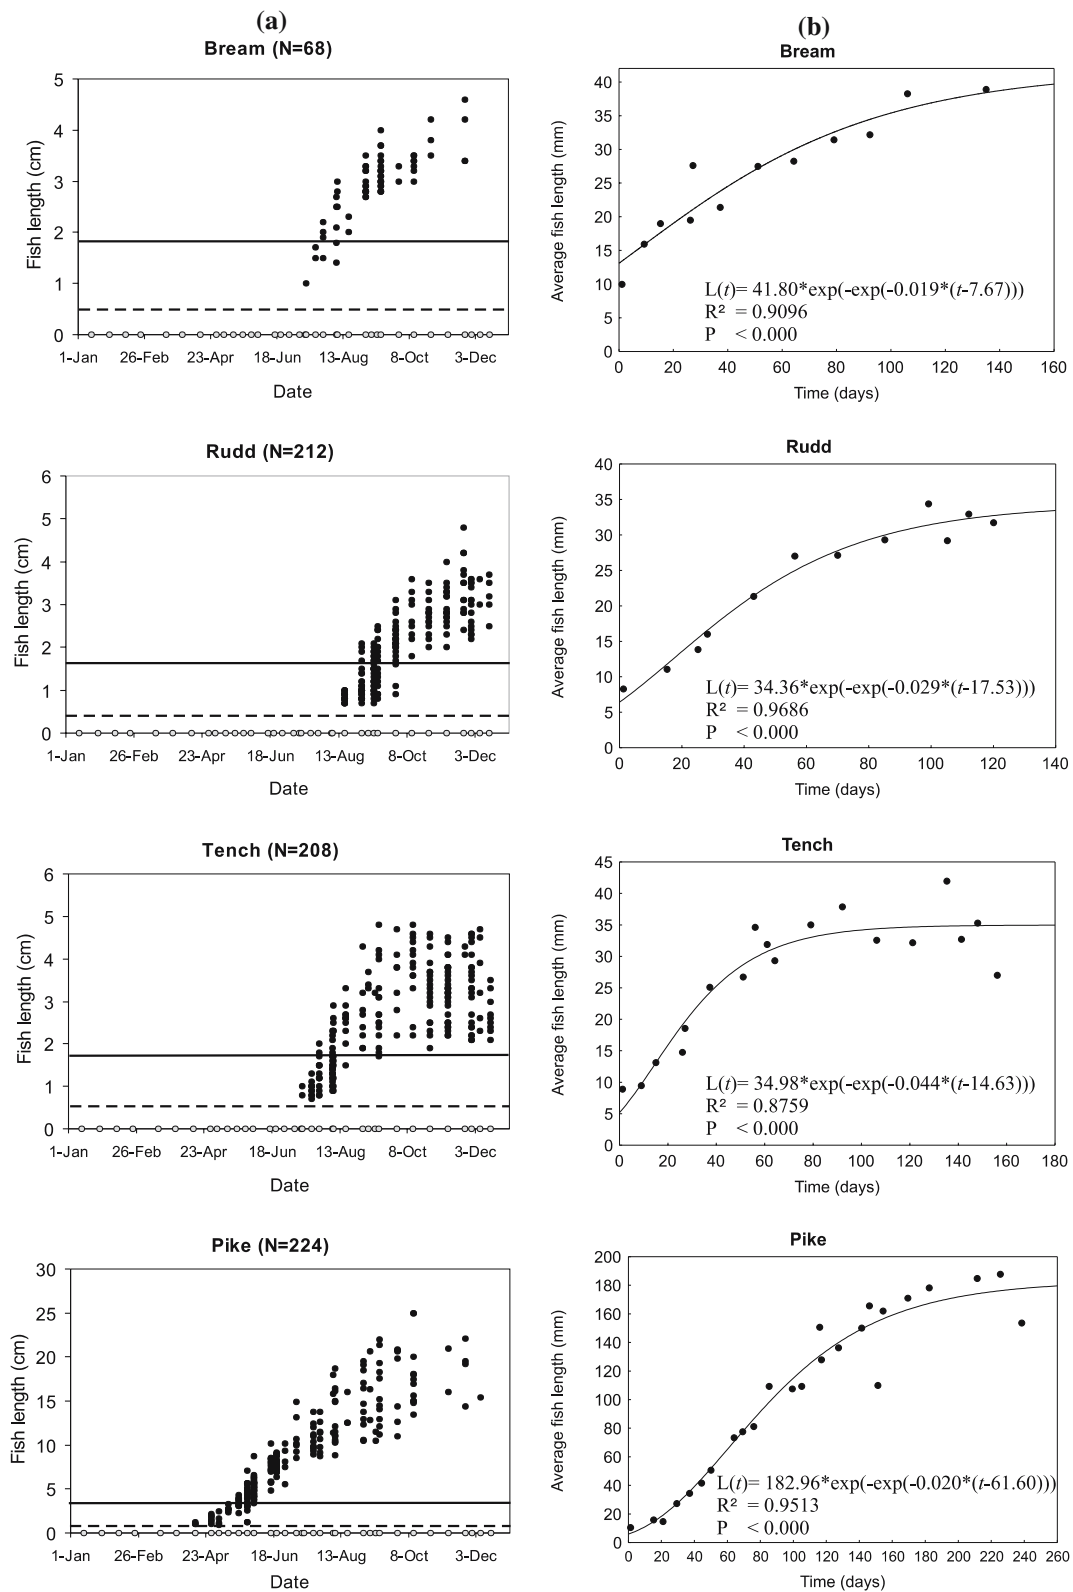 (a)
Bream (N=68)
Fish length (cm)
5
4
3
2
1
0
1-Jan 26-Feb 23-Apr 18-Jun 13-Aug 8-Oct 3-Dec
Date
(b)
Bream
Average fish length (mm)
40
35
30
25
20
15
10
5
0
L(t)= 41.80*exp(-exp(-0.019*(t-7.67)))
R² = 0.9096
P < 0.000
0 20 40 60 80 100 120 140 160
Time (days)
Rudd (N=212)
Fish length (cm)
6
5
4
3
2
1
0
1-Jan 26-Feb 23-Apr 18-Jun 13-Aug 8-Oct 3-Dec
Date
Rudd
Average fish length (mm)
40
35
30
25
20
15
10
5
0
L(t)= 34.36*exp(-exp(-0.029*(t-17.53)))
R² = 0.9686
P < 0.000
0 20 40 60 80 100 120 140
Time (days)
Tench (N=208)
Fish length (cm)
6
5
4
3
2
1
0
1-Jan 26-Feb 23-Apr 18-Jun 13-Aug 8-Oct 3-Dec
Date
Tench
Average fish length (mm)
45
40
35
30
25
20
15
10
5
0
L(t)= 34.98*exp(-exp(-0.044*(t-14.63)))
R² = 0.8759
P < 0.000
0 20 40 60 80 100 120 140 160 180
Time (days)
Pike (N=224)
Fish length (cm)
30
25
20
15
10
5
0
1-Jan 26-Feb 23-Apr 18-Jun 13-Aug 8-Oct 3-Dec
Date
Pike
Average fish length (mm)
200
180
160
140
120
100
80
60
40
20
0
L(t)= 182.96*exp(-exp(-0.020*(t-61.60)))
R² = 0.9513
P < 0.000
0 20 40 60 80 100 120 140 160 180 200 220 240 260
Time (days)